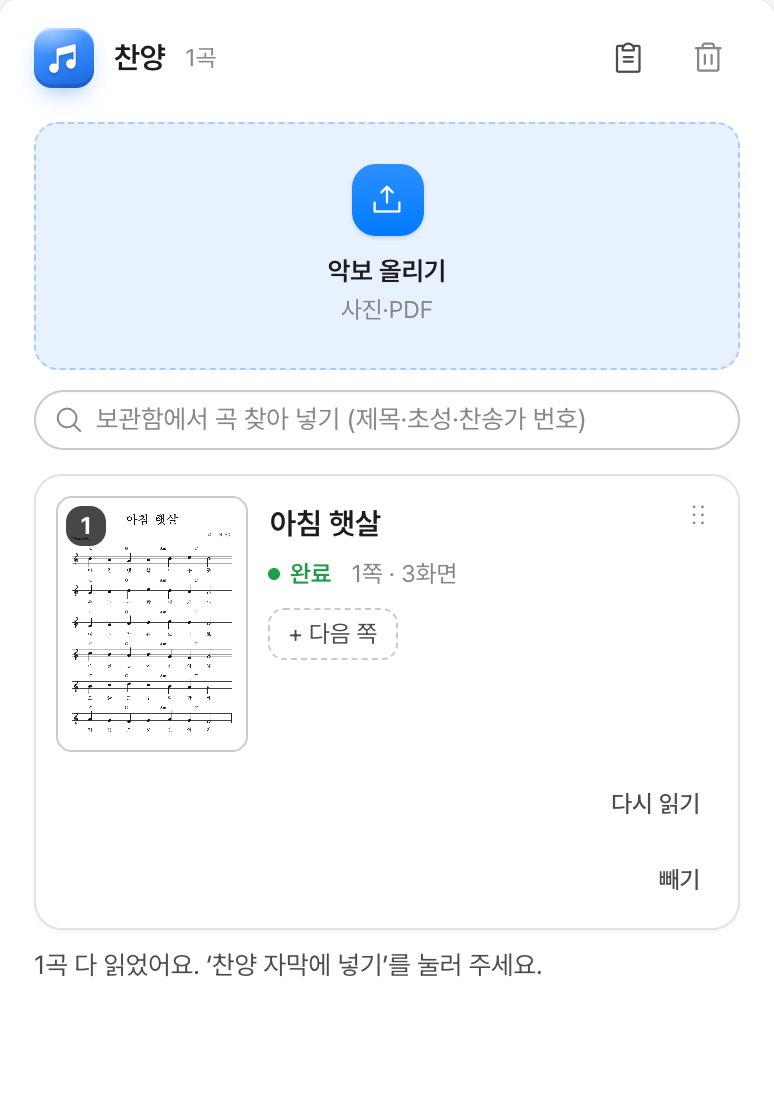 찬양 1곡
악보 올리기
사진·PDF
보관함에서 곡 찾아 넣기 (제목·초성·찬송가 번호)
1
아침 햇살
아침 햇살
완료 1쪽 · 3화면
+ 다음 쪽
다시 읽기
빼기
1곡 다 읽었어요. ‘찬양 자막에 넣기’를 눌러 주세요.